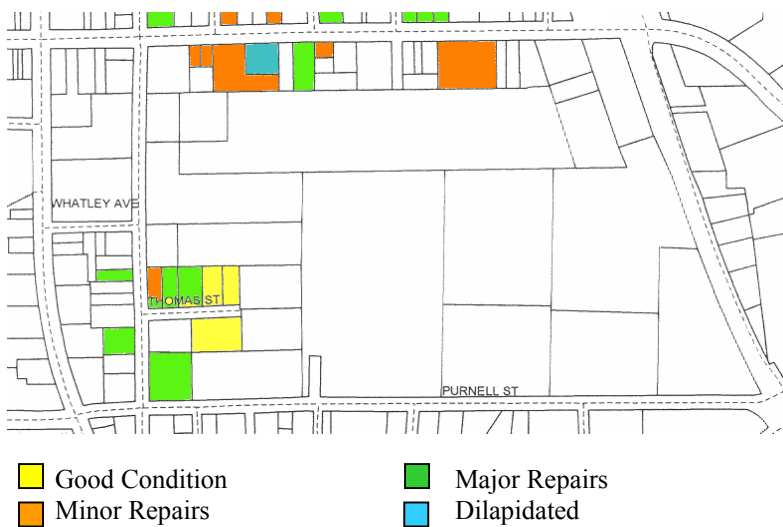 WHATLEY AVE
THOMAS ST
PURNELL ST
Good Condition
Major Repairs
Minor Repairs
Dilapidated